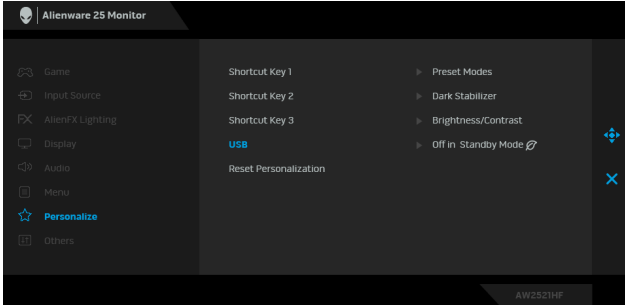 Alienware 25 Monitor
Game
Input Source
AlienFX Lighting
Display
Audio
Menu
Personalize
Others
Shortcut Key 1
Preset Modes
Shortcut Key 2
Dark Stabilizer
Shortcut Key 3
Brightness/Contrast
USB
Off in Standby Mode
Reset Personalization
AW2521HF